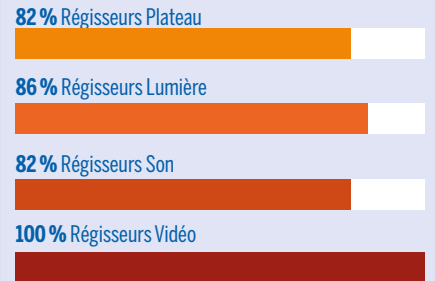 82 % Régisseurs Plateau
86 % Régisseurs Lumière
82 % Régisseurs Son
100 % Régisseurs Vidéo